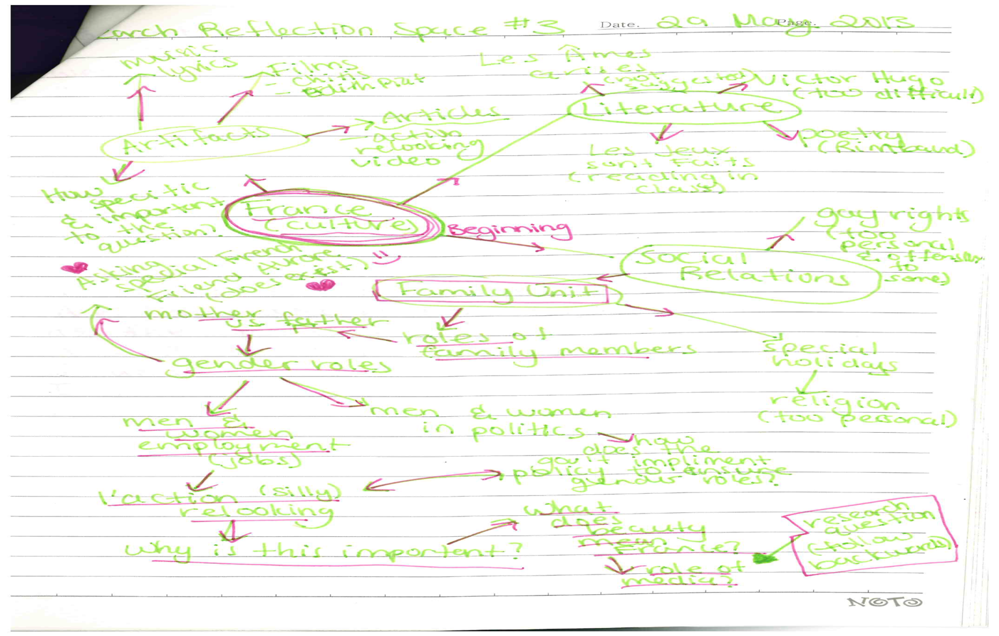 arch Reflection Space #3 Date. 29 May Page. 2013
music
lyrics
Films
- chitis
- Edith Piat
Articles
- action
relooking
video
Artifacts
How
specific
& important
to the
question?
Les Âmes
Grises
(not
suggested)
Victor Hugo
(too difficult)
Literature
Les Jeux
sont Faits
(reading in
class)
poetry
(Rimbaud)
France
(culture)
Beginning
gay rights
(too
personal
& offensive
to
some)
Social
Relations
Asking
special French
Friend Aurore
(does exist)
Family Unit
mother
vs father
roles of
family members
special
holidays
religion
(too personal)
gender roles
men &
women
employment
(jobs)
men & women
in politics
how
does the
gov't impliment
policy to ensure
gender roles?
l'action (silly)
relooking
why is this importent?
what
does
beauty
mean
France?
role of
media?
research
question
(follow
backwards)
NOTO